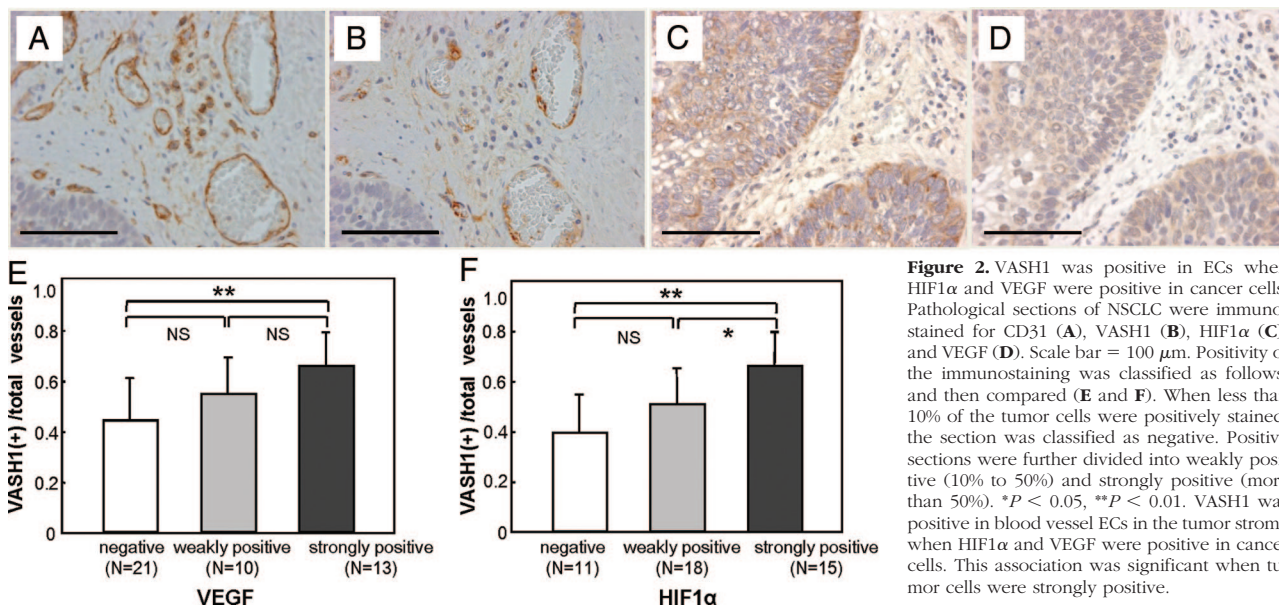 A
B
C
D
E
1.0
0.8
0.6
0.4
0.2
0
VASH1(+) /total vessels
**
NS
NS
negative
(N=21)
weakly positive
(N=10)
strongly positive
(N=13)
VEGF
F
1.0
0.8
0.6
0.4
0.2
0
VASH1(+) /total vessels
**
NS
*
negative
(N=11)
weakly positive
(N=18)
strongly positive
(N=15)
HIF1α
Figure 2. VASH1 was positive in ECs whe
HIF1α and VEGF were positive in cancer cells
Pathological sections of NSCLC were immuno
stained for CD31 (A), VASH1 (B), HIF1α (C)
and VEGF (D). Scale bar = 100 μm. Positivity o
the immunostaining was classified as follows
and then compared (E and F). When less tha
10% of the tumor cells were positively stained
the section was classified as negative. Positiv
sections were further divided into weakly pos
tive (10% to 50%) and strongly positive (mor
than 50%). *P < 0.05, **P < 0.01. VASH1 wa
positive in blood vessel ECs in the tumor strom
when HIF1α and VEGF were positive in cance
cells. This association was significant when tu
mor cells were strongly positive.